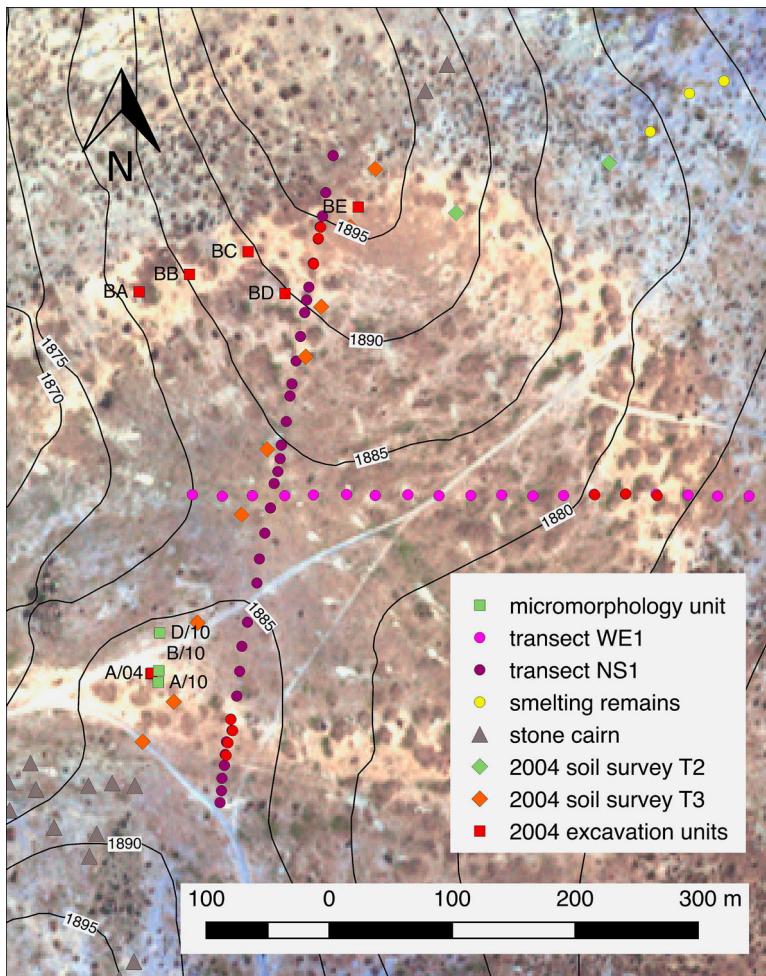 N
BE
1895
BC
BB
BA
BD
1890
1875
1870
1885
1880
1885
D/10
B/10
A/04
A/10
micromorphology unit
transect WE1
transect NS1
smelting remains
stone cairn
2004 soil survey T2
2004 soil survey T3
2004 excavation units
1890
1895
100 0 100 200 300 m